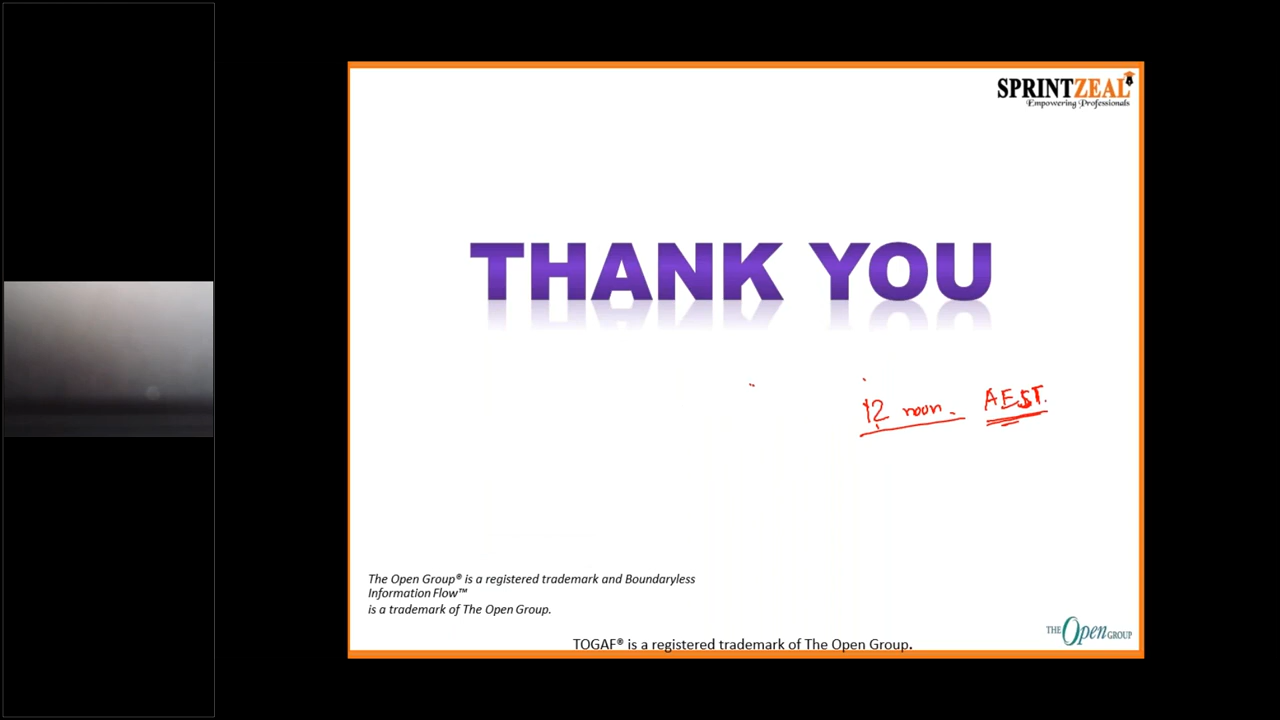 SPRINTZEAL
Empowering Professionals
THANK YOU
12 noon. AEST.
The Open Group® is a registered trademark and Boundaryless
Information Flow™
is a trademark of The Open Group.
THE Open GROUP
TOGAF® is a registered trademark of The Open Group.